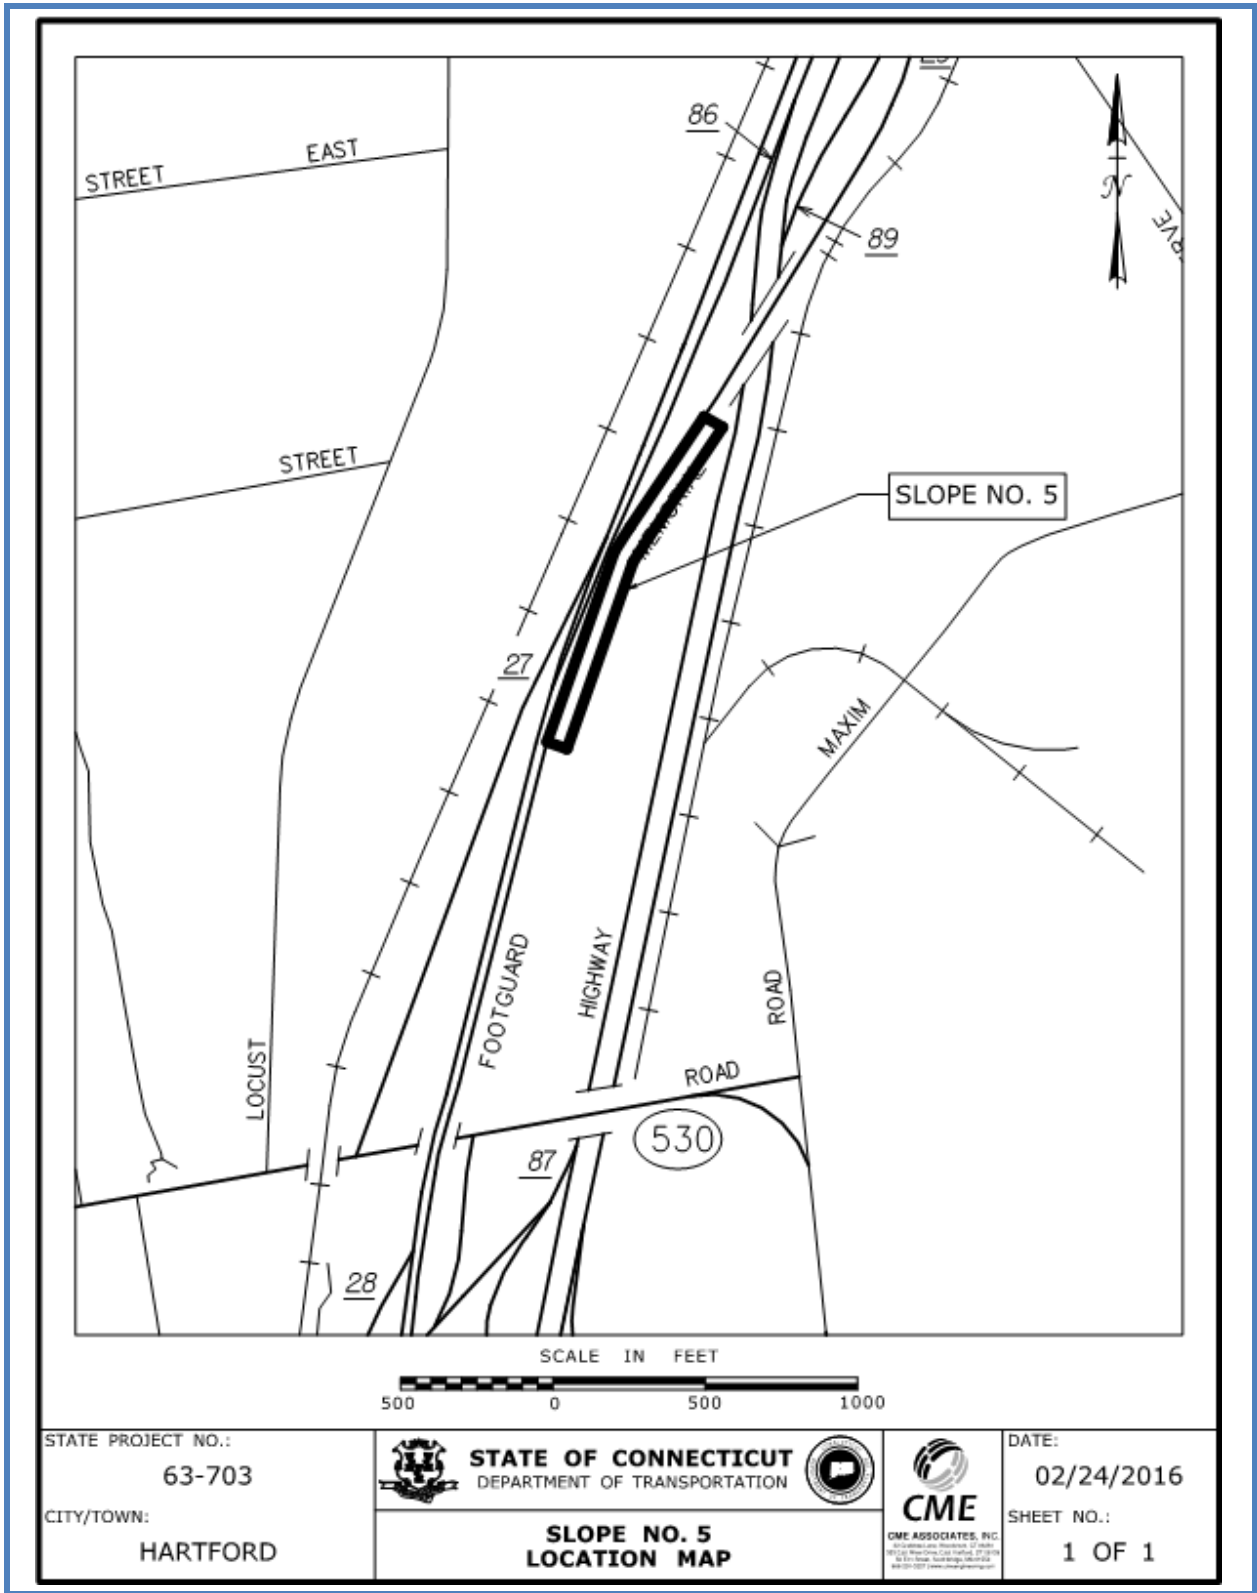 86
EAST
STREET
89
STREET
SLOPE NO. 5
27
MAXIM
FOOTGUARD
HIGHWAY
ROAD
LOCUST
ROAD
530
87
28
SCALE IN FEET
500 0 500 1000
STATE PROJECT NO.:
63-703
CITY/TOWN:
HARTFORD
STATE OF CONNECTICUT
DEPARTMENT OF TRANSPORTATION
SLOPE NO. 5
LOCATION MAP
CME
CME ASSOCIATES, INC.
DATE:
02/24/2016
SHEET NO.:
1 OF 1
N